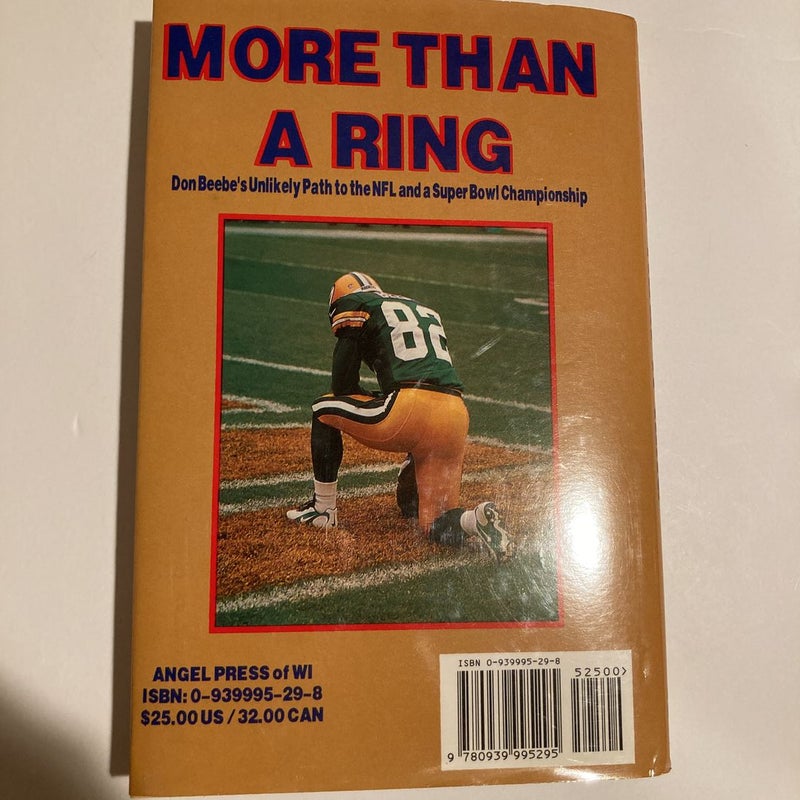 MORE THAN
A RING
Don Beebe's Unlikely Path to the NFL and a Super Bowl Championship
82
ANGEL PRESS of WI
ISBN: 0-939995-29-8
$25.00 US / 32.00 CAN
ISBN 0-939995-29-8
52500>
9 780939 995295